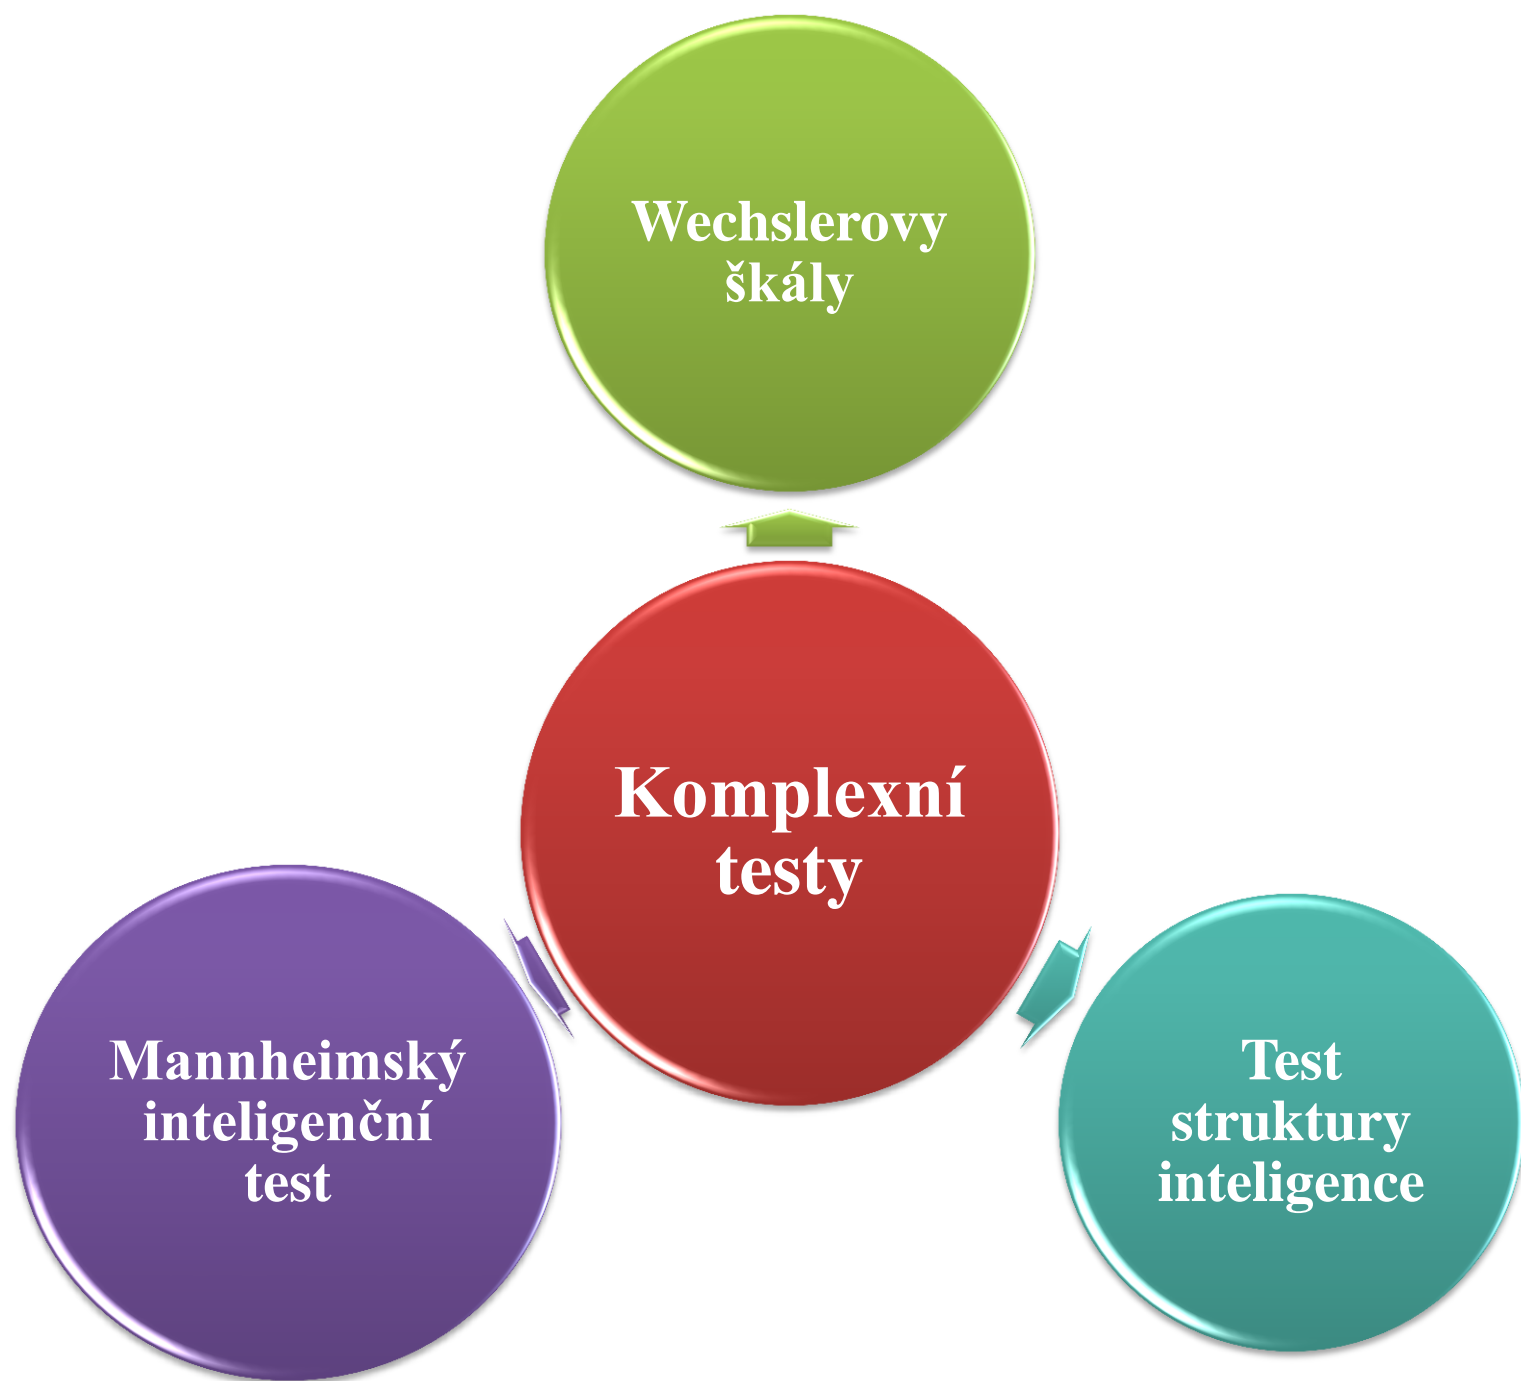 Wechslerovy
škály
Komplexní
testy
Mannheimský
inteligenční
test
Test
struktury
inteligence